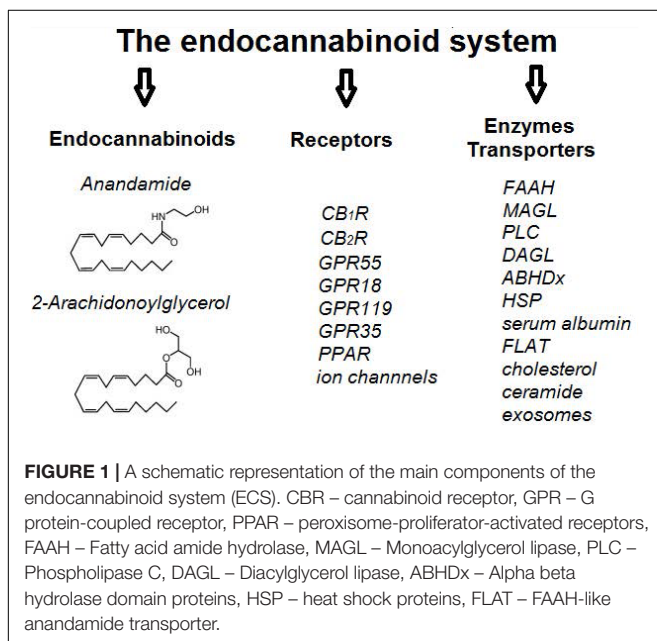 The endocannabinoid system
Endocannabinoids
Anandamide
HN
OH
O
2-Arachidonoylglycerol
HO
O
OH
O
Receptors
CB1R
CB2R
GPR55
GPR18
GPR119
GPR35
PPAR
ion channnels
Enzymes
Transporters
FAAH
MAGL
PLC
DAGL
ABHDx
HSP
serum albumin
FLAT
cholesterol
ceramide
exosomes
FIGURE 1 | A schematic representation of the main components of the
endocannabinoid system (ECS). CBR – cannabinoid receptor, GPR – G
protein-coupled receptor, PPAR – peroxisome-proliferator-activated receptors,
FAAH – Fatty acid amide hydrolase, MAGL – Monoacylglycerol lipase, PLC –
Phospholipase C, DAGL – Diacylglycerol lipase, ABHDx – Alpha beta
hydrolase domain proteins, HSP – heat shock proteins, FLAT – FAAH-like
anandamide transporter.